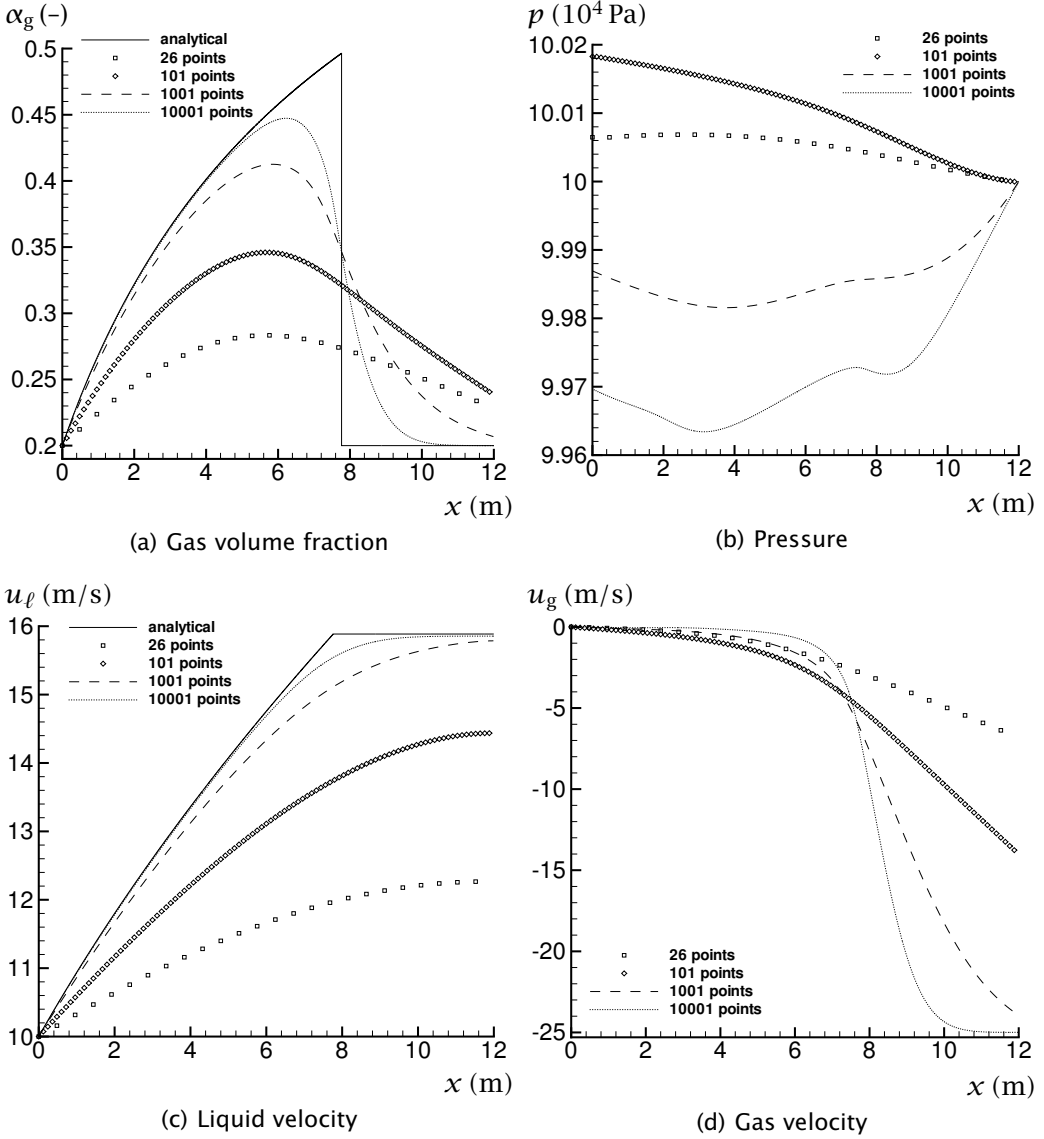 α_g (–)
analytical
26 points
101 points
1001 points
10001 points
0.5
0.45
0.4
0.35
0.3
0.25
0.2
0 2 4 6 8 10 12
x (m)
(a) Gas volume fraction
p (10⁴ Pa)
26 points
101 points
1001 points
10001 points
10.02
10.01
10
9.99
9.98
9.97
9.96
0 2 4 6 8 10 12
x (m)
(b) Pressure
u_ℓ (m/s)
analytical
26 points
101 points
1001 points
10001 points
16
15
14
13
12
11
10
0 2 4 6 8 10 12
x (m)
(c) Liquid velocity
u_g (m/s)
0
-5
-10
-15
-20
-25
26 points
101 points
1001 points
10001 points
0 2 4 6 8 10 12
x (m)
(d) Gas velocity